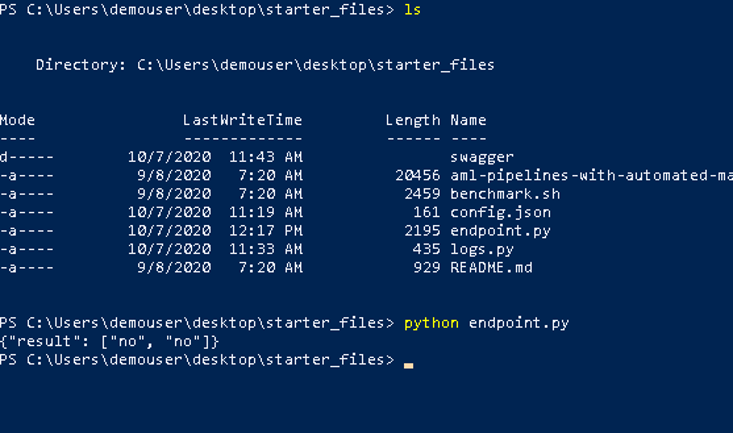 PS C:\Users\demouser\desktop\starter_files> ls
Directory: C:\Users\demouser\desktop\starter_files
Mode LastWriteTime Length Name
---- ------------- ------ ----
d----- 10/7/2020 11:43 AM swagger
-a---- 9/8/2020 7:20 AM 20456 aml-pipelines-with-automated-ma
-a---- 9/8/2020 7:20 AM 2459 benchmark.sh
-a---- 10/7/2020 11:19 AM 161 config.json
-a---- 10/7/2020 12:17 PM 2195 endpoint.py
-a---- 10/7/2020 11:33 AM 435 logs.py
-a---- 9/8/2020 7:20 AM 929 README.md
PS C:\Users\demouser\desktop\starter_files> python endpoint.py
{"result": ["no", "no"]}
PS C:\Users\demouser\desktop\starter_files>